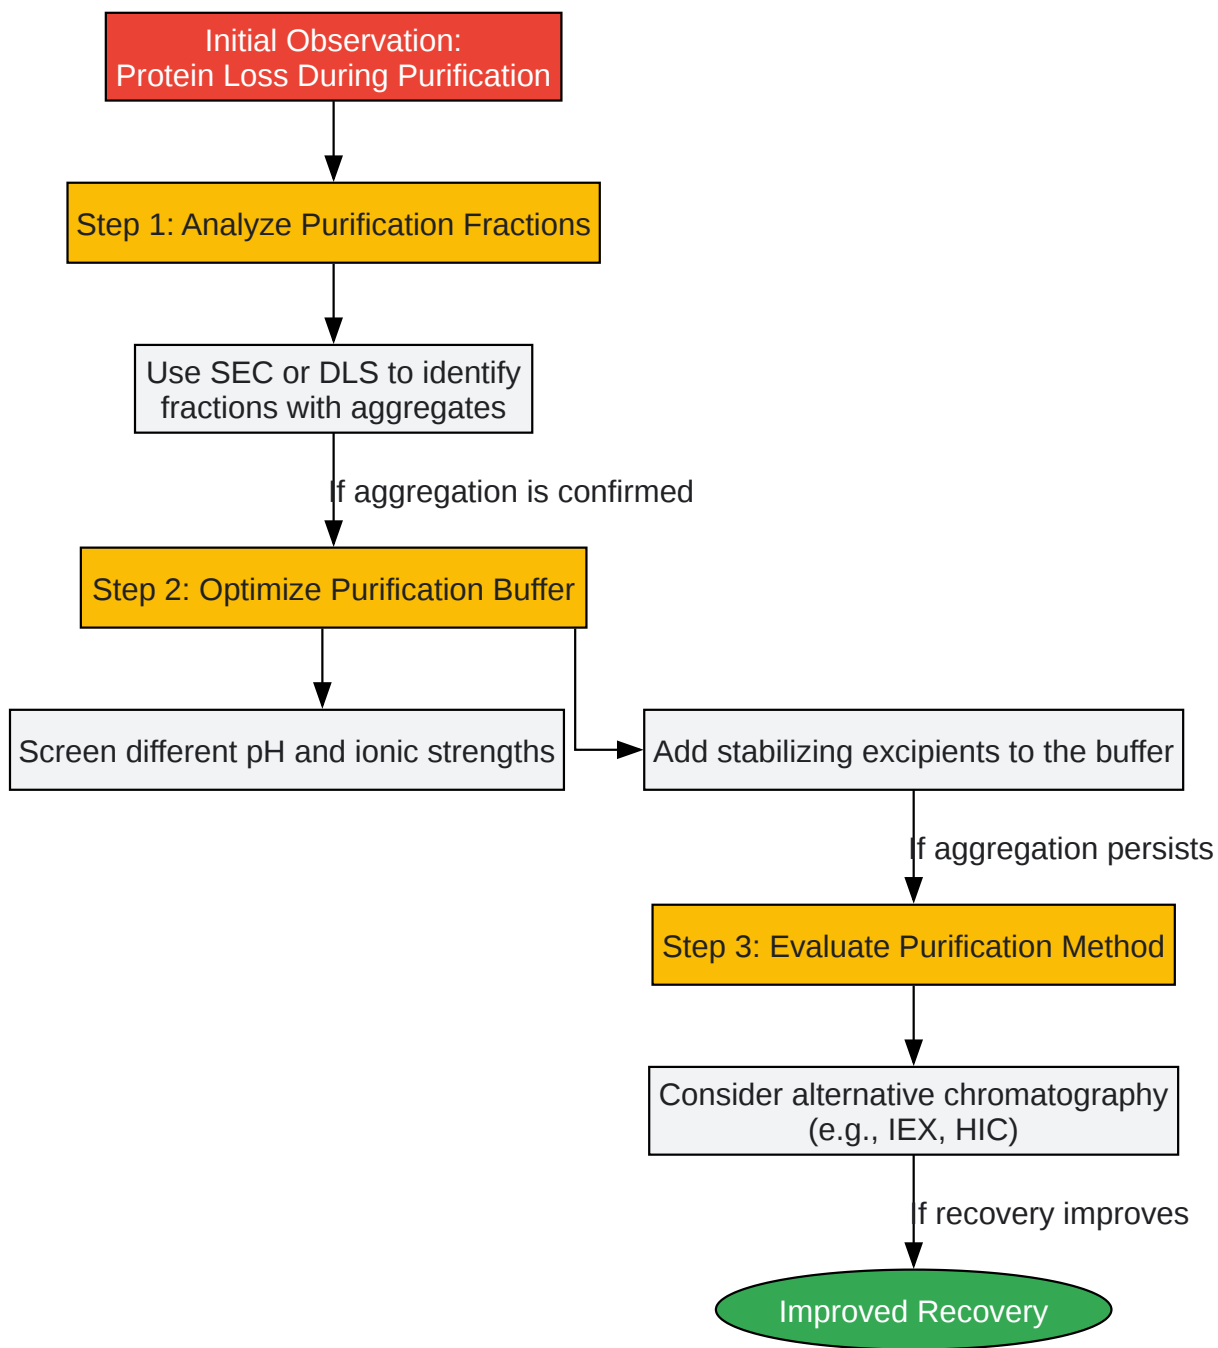 Initial Observation:
Protein Loss During Purification
Step 1: Analyze Purification Fractions
Use SEC or DLS to identify
fractions with aggregates
If aggregation is confirmed
Step 2: Optimize Purification Buffer
Screen different pH and ionic strengths
Add stabilizing excipients to the buffer
If aggregation persists
Step 3: Evaluate Purification Method
Consider alternative chromatography
(e.g., IEX, HIC)
If recovery improves
Improved Recovery